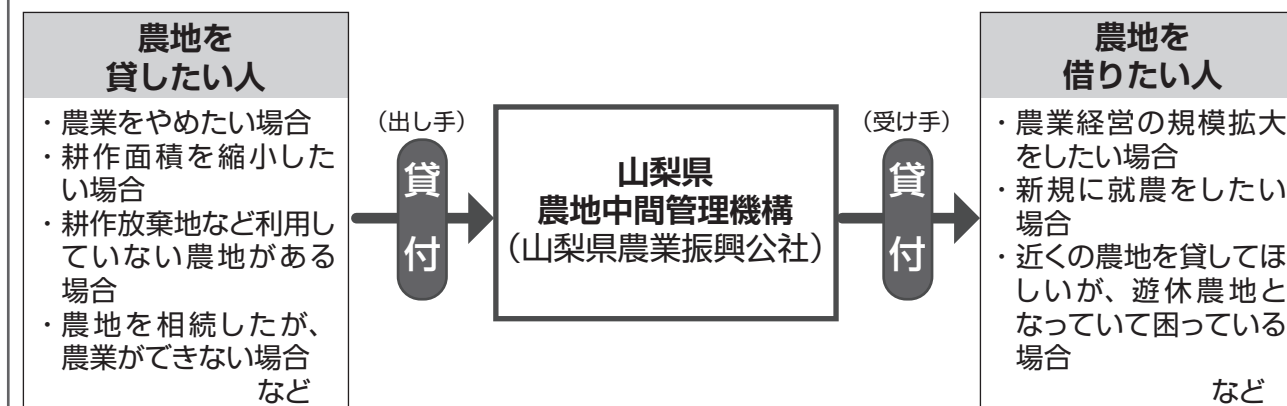 農地を
貸したい人
・農業をやめたい場合
・耕作面積を縮小した
い場合
・耕作放棄地など利用し
ていない農地がある
場合
・農地を相続したが、
農業ができない場合
など
（出し手）
貸
付
山梨県
農地中間管理機構
（山梨県農業振興公社）
（受け手）
貸
付
農地を
借りたい人
・農業経営の規模拡大
をしたい場合
・新規に就農をしたい
場合
・近くの農地を貸してほ
しいが、遊休農地と
なっていて困っている
場合
など